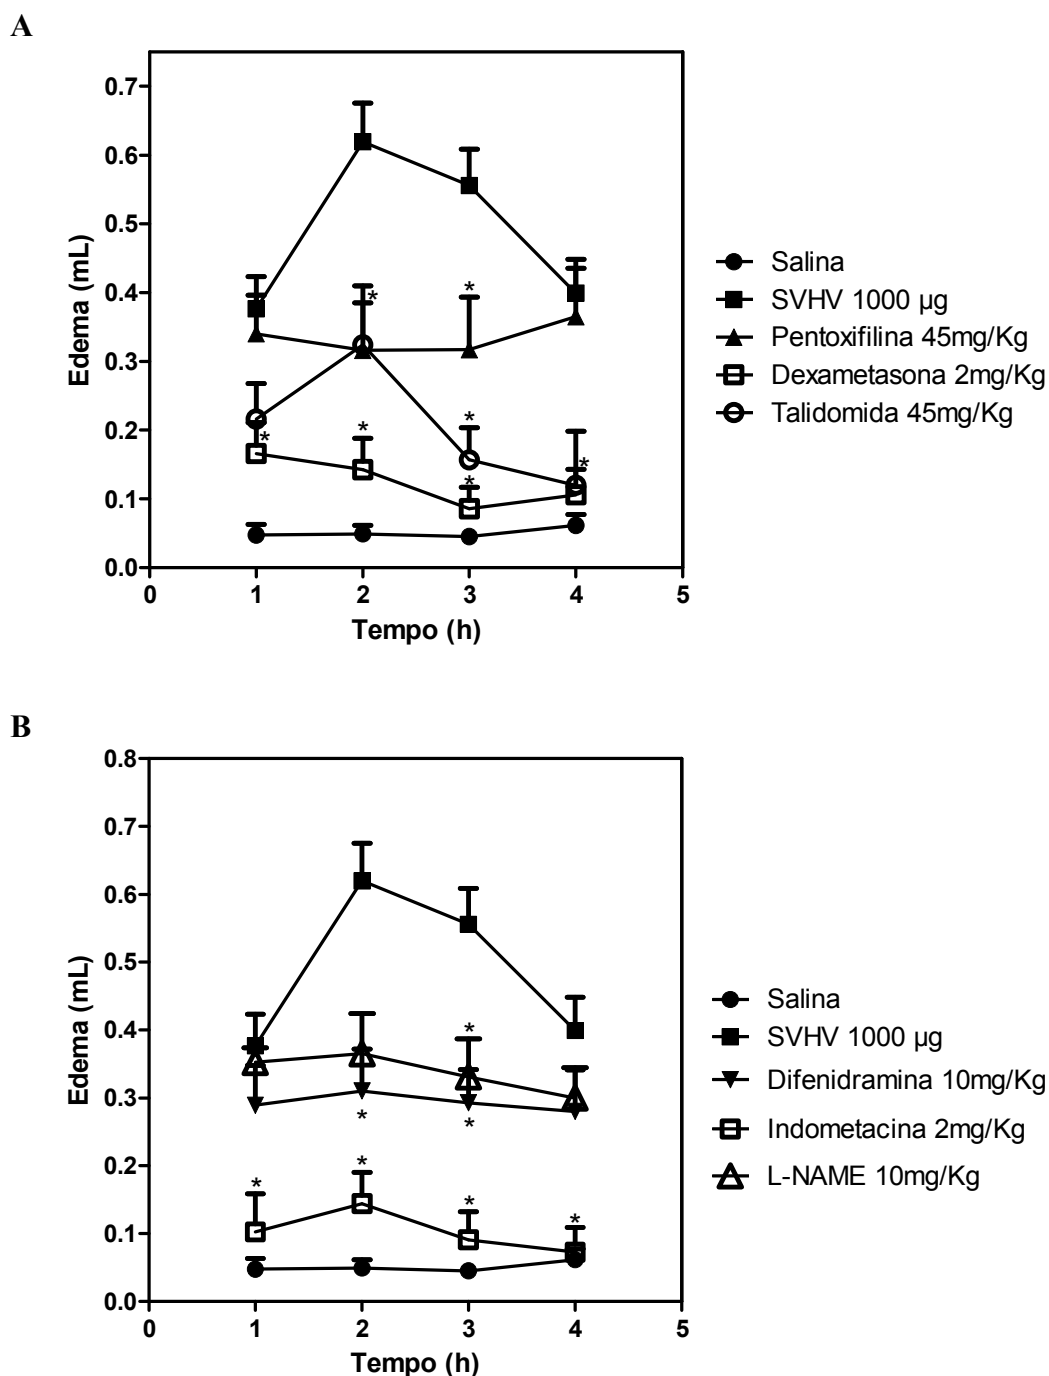 A
0.7
0.6
0.5
0.4
0.3
0.2
0.1
0.0
Edema (mL)
* *
* * *
* *
0 1 2 3 4 5
Tempo (h)
Salina
SVHV 1000 µg
Pentoxifilina 45mg/Kg
Dexametasona 2mg/Kg
Talidomida 45mg/Kg
B
0.8
0.7
0.6
0.5
0.4
0.3
0.2
0.1
0.0
Edema (mL)
*
* *
* * * *
0 1 2 3 4 5
Tempo (h)
Salina
SVHV 1000 µg
Difenidramina 10mg/Kg
Indometacina 2mg/Kg
L-NAME 10mg/Kg